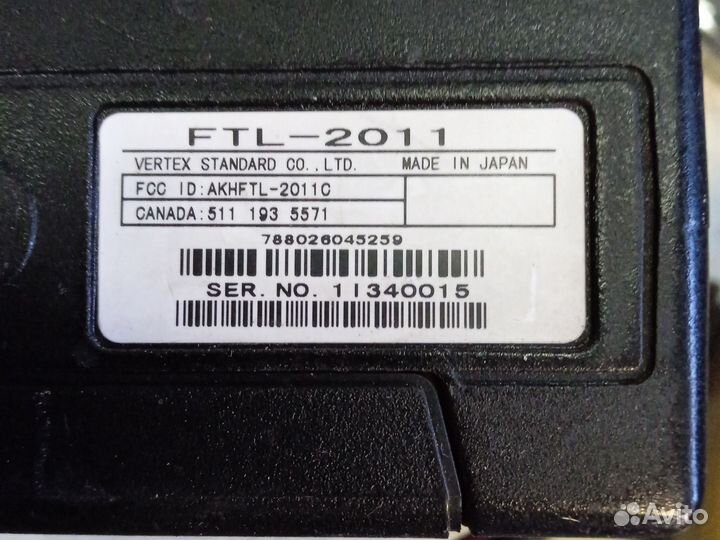 FTL-2011
VERTEX STANDARD CO.,LTD. MADE IN JAPAN
FCC ID:AKHFTL-2011C
CANADA:511 193 5571
788026045259
SER. NO. 1I340015
Avito